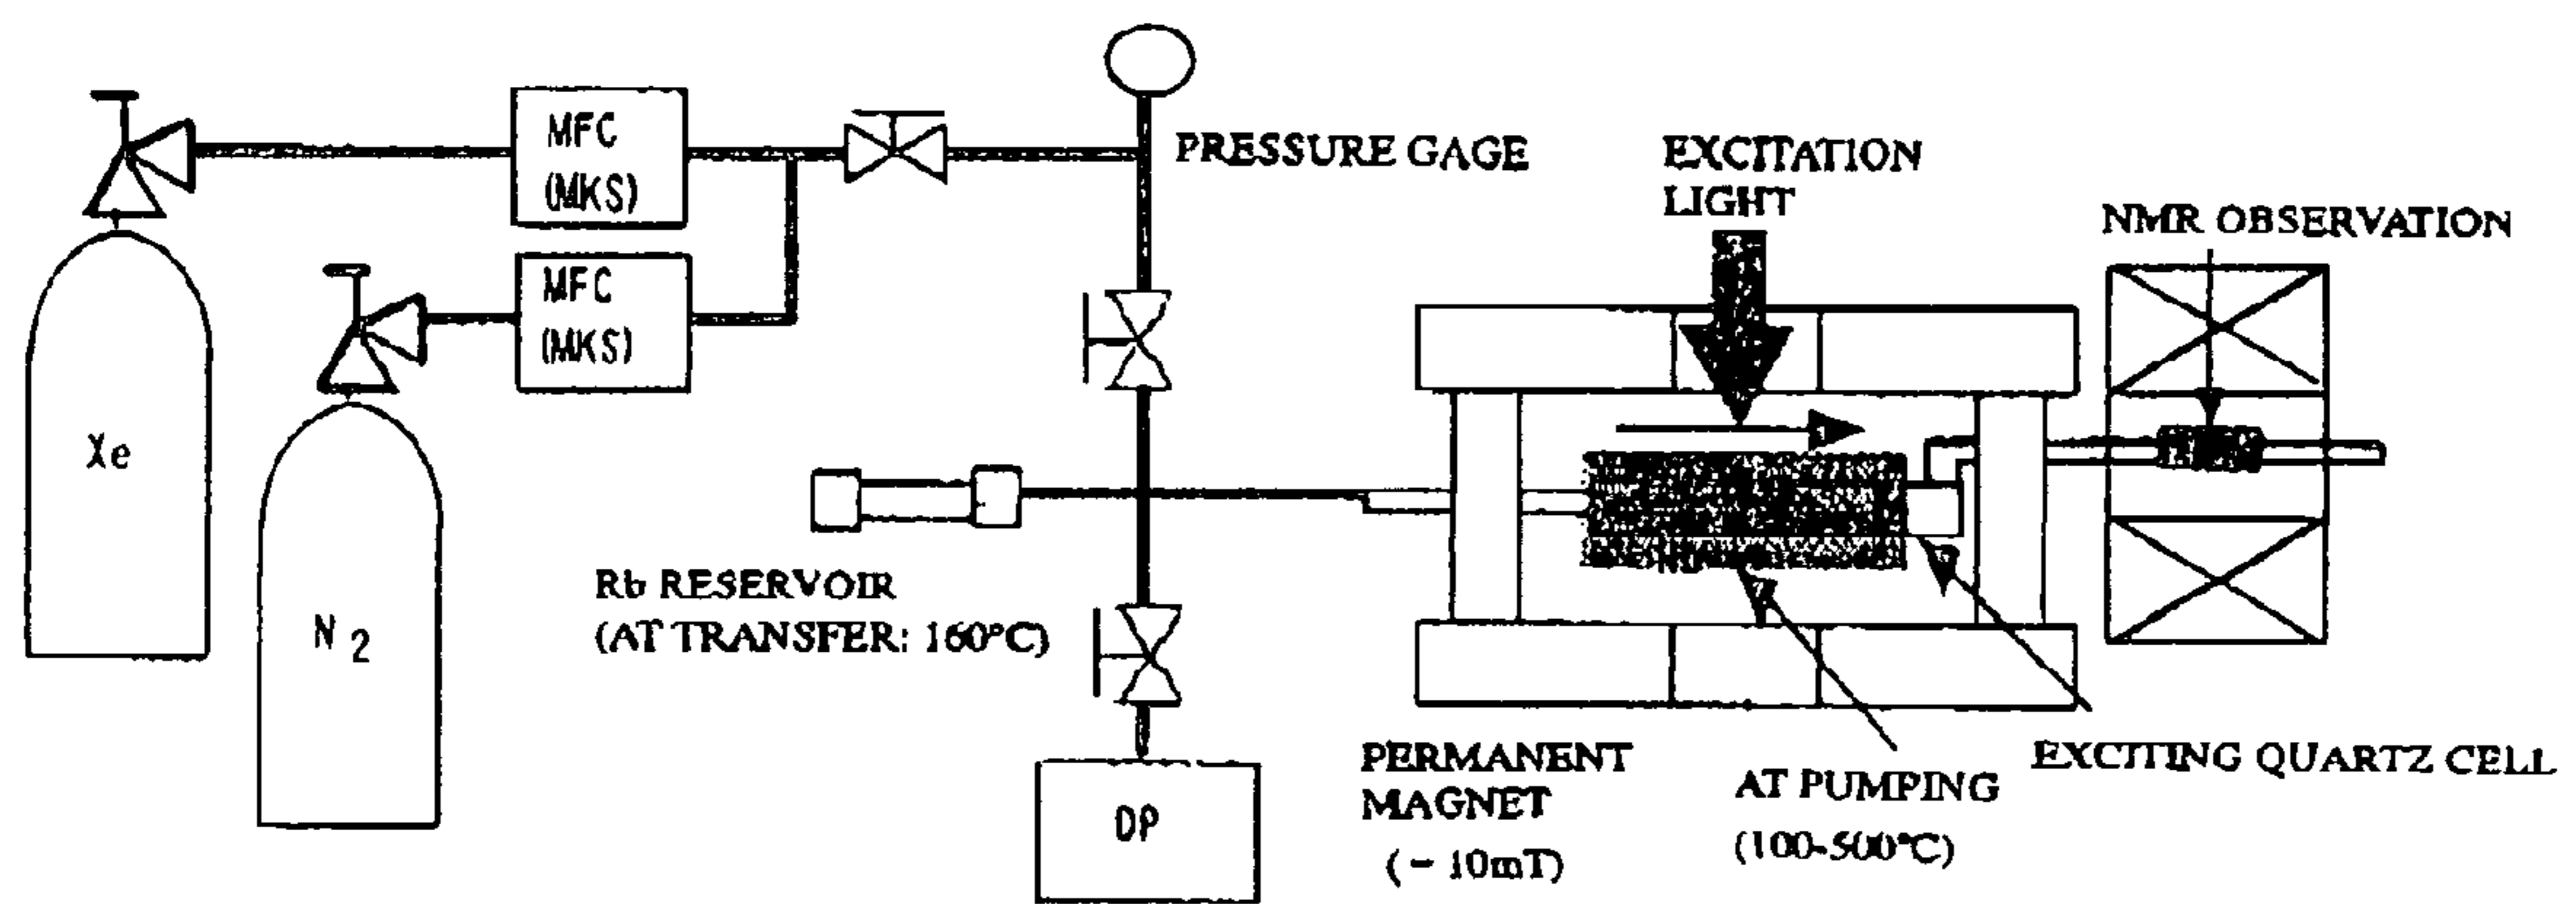 MFC
(MKS)
MFC
(MKS)
Xe
N 2
PRESSURE GAGE
EXCITATION
LIGHT
NMR OBSERVATION
Rb RESERVOIR
(AT TRANSFER: 160°C)
DP
PERMANENT
MAGNET
(~ 10mT)
AT PUMPING
(100-500°C)
EXCITING QUARTZ CELL